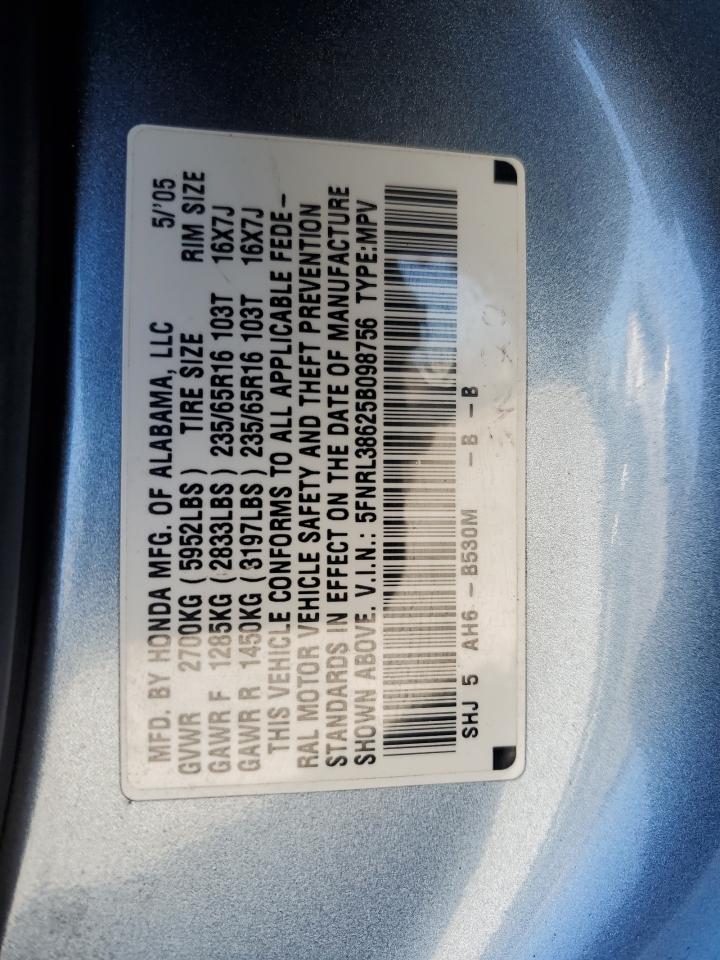 MFD. BY HONDA MFG. OF ALABAMA, LLC 5/'05
GVWR 2700KG (5952LBS) TIRE SIZE RIM SIZE
GAWR F 1285KG (2833LBS) 235/65R16 103T 16X7J
GAWR R 1450KG (3197LBS) 235/65R16 103T 16X7J
THIS VEHICLE CONFORMS TO ALL APPLICABLE FEDE-
RAL MOTOR VEHICLE SAFETY AND THEFT PREVENTION
STANDARDS IN EFFECT ON THE DATE OF MANUFACTURE
SHOWN ABOVE. V.I.N.: 5FNRL38625B098756 TYPE:MPV
SHJ 5 AH6 -B530M -B -B